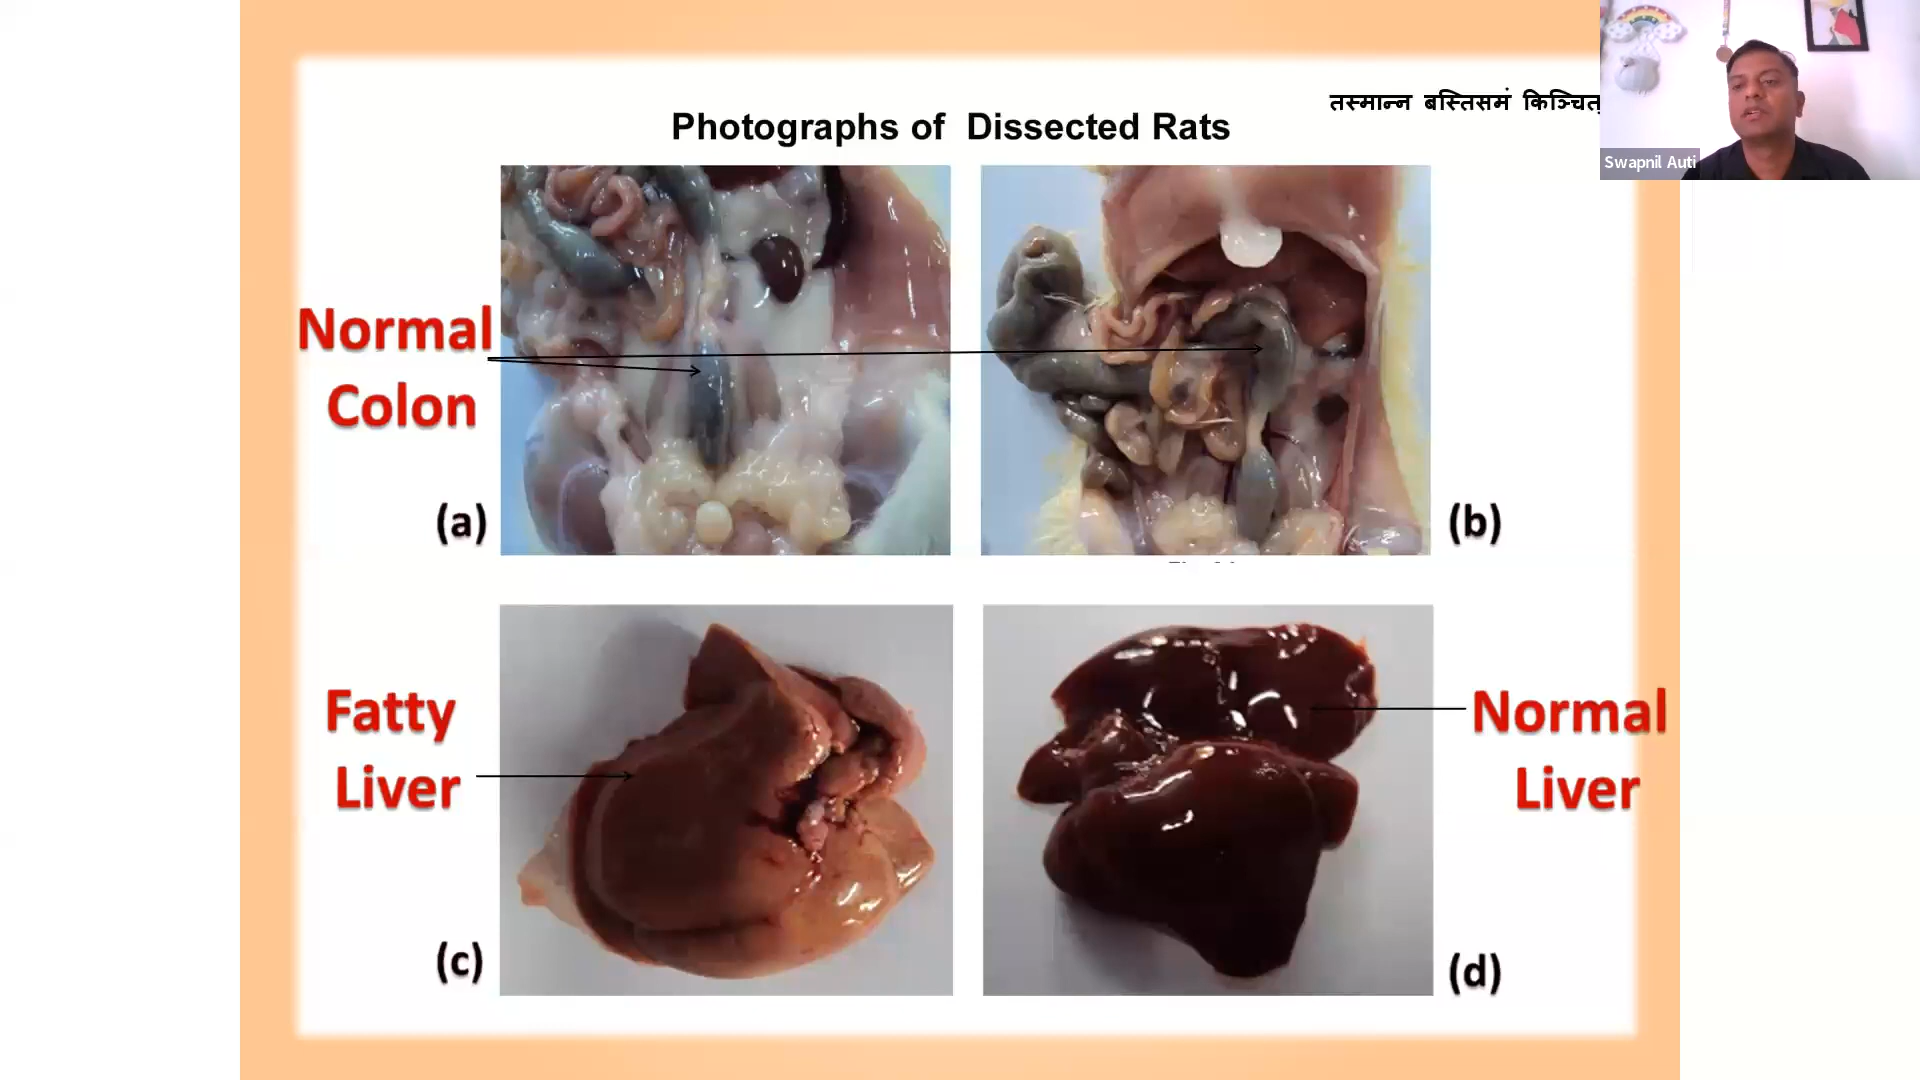 तस्मान्न बस्तिसमं किञ्चित्
Photographs of Dissected Rats
Swapnil Auti
Normal
Colon
(a)
(b)
Fatty
Liver
Normal
Liver
(c)
(d)